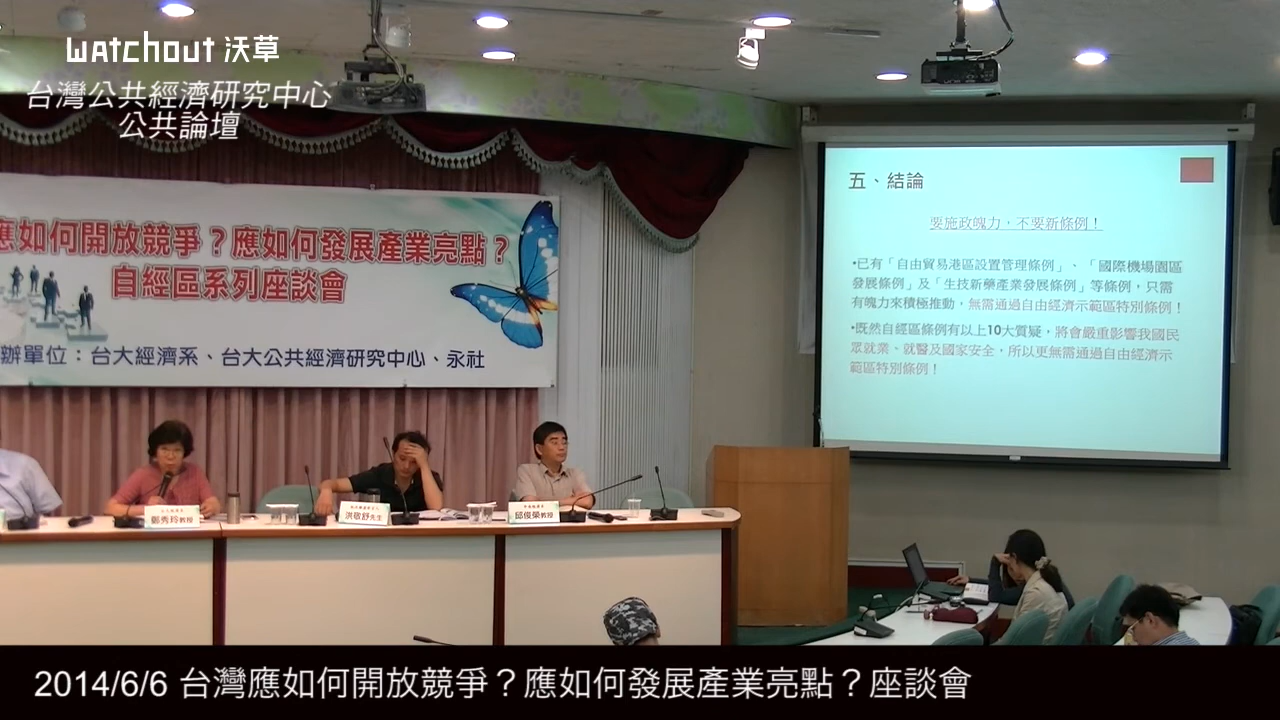 watchout 沃草
台灣公共經濟研究中心
公共論壇
應如何開放競爭？應如何發展產業亮點？
自經區系列座談會
辦單位：台大經濟系、台大公共經濟研究中心、永社
五、結論
要施政魄力，不要新條例！
•已有「自由貿易港區設置管理條例」、「國際機場園區
發展條例」及「生技新藥產業發展條例」等條例，只需
有魄力來積極推動，無需通過自由經濟示範區特別條例！
•既然自經區條例有以上10大質疑，將會嚴重影響我國民
眾就業、就醫及國家安全，所以更無需通過自由經濟示
範區特別條例！
鄭秀玲教授
洪敬舒先生
邱俊榮教授
2014/6/6 台灣應如何開放競爭？應如何發展產業亮點？座談會